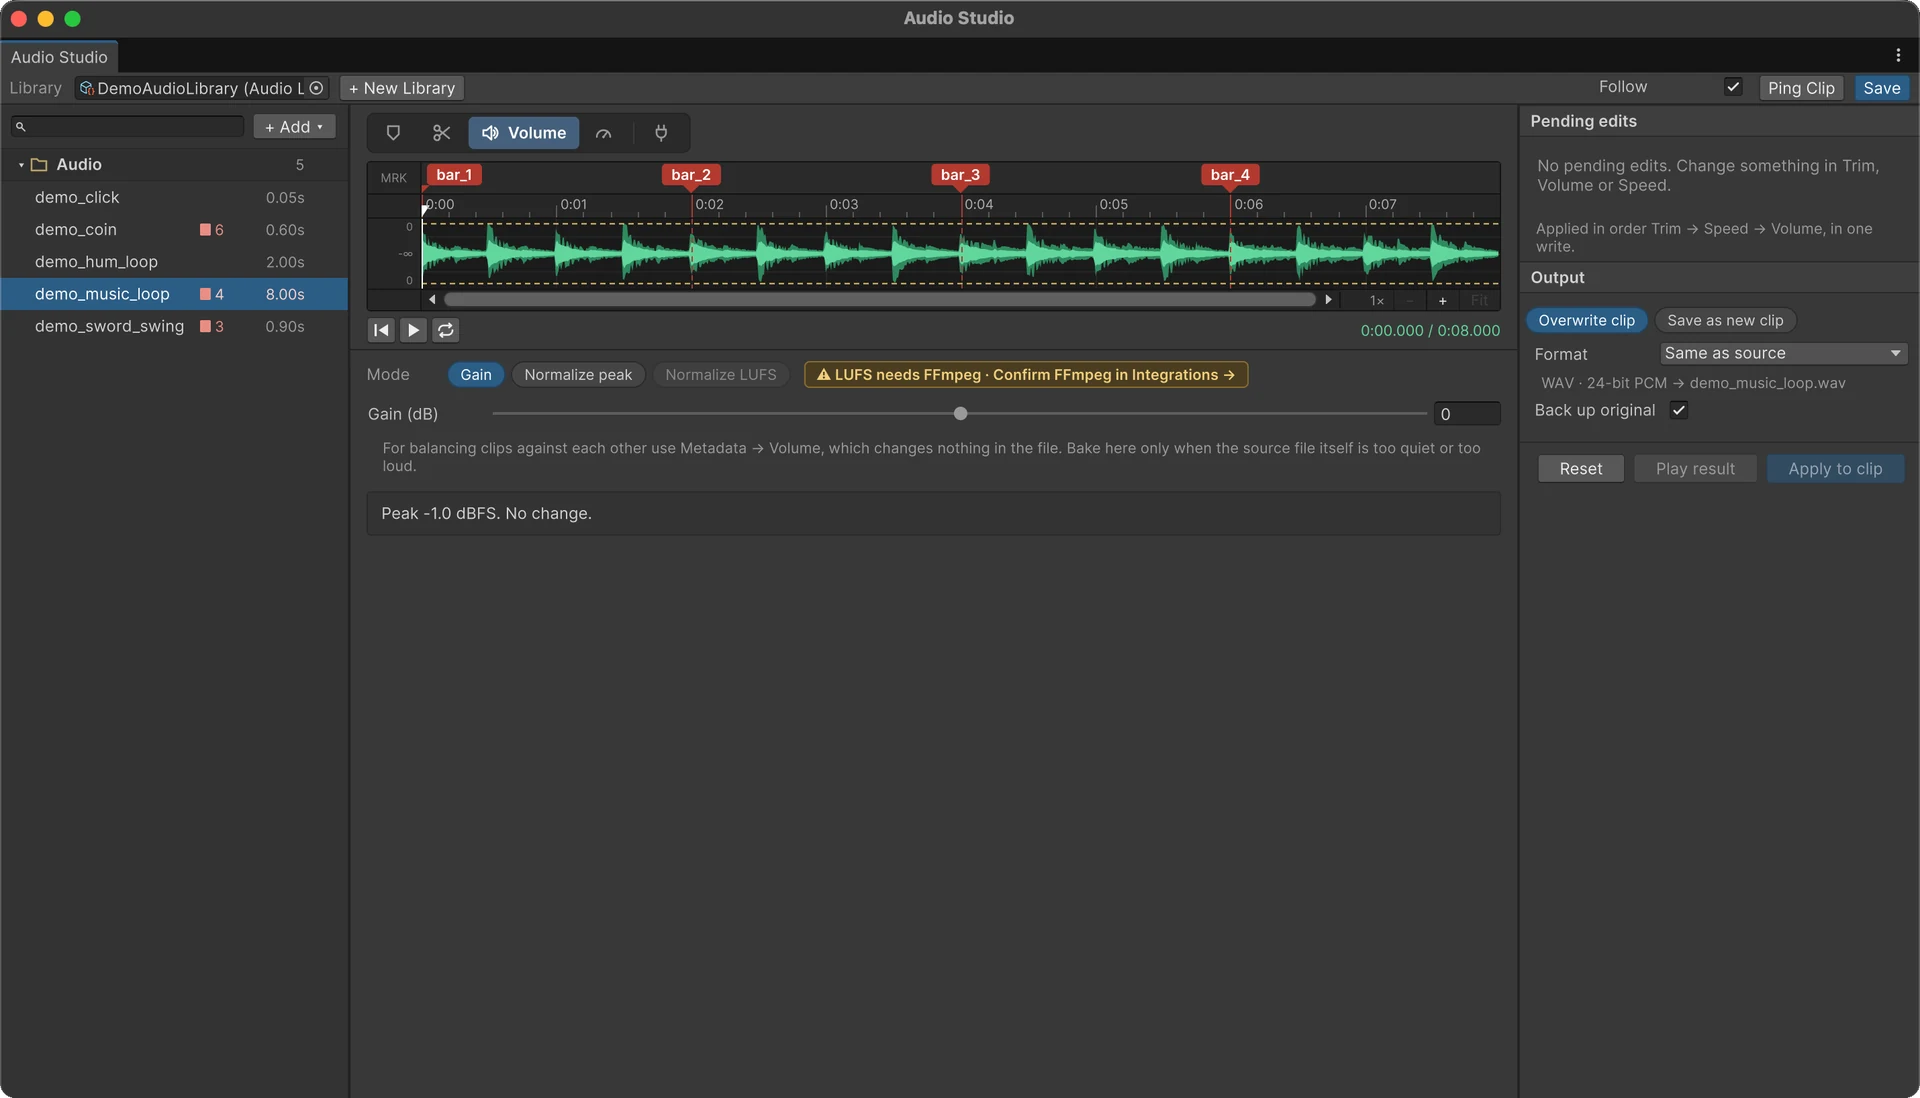 Audio Studio
Audio Studio
Library DemoAudioLibrary (Audio L + New Library Follow Ping Clip Save
+ Add
Audio 5
demo_click 0.05s
demo_coin 6 0.60s
demo_hum_loop 2.00s
demo_music_loop 4 8.00s
demo_sword_swing 3 0.90s
Volume
MRK bar_1 bar_2 bar_3 bar_4
0:00 0:01 0:02 0:03 0:04 0:05 0:06 0:07
0
-∞
0
1× − + Fit
0:00.000 / 0:08.000
Mode Gain Normalize peak Normalize LUFS LUFS needs FFmpeg · Confirm FFmpeg in Integrations →
Gain (dB) 0
For balancing clips against each other use Metadata → Volume, which changes nothing in the file. Bake here only when the source file itself is too quiet or too
loud.
Peak -1.0 dBFS. No change.
Pending edits
No pending edits. Change something in Trim,
Volume or Speed.
Applied in order Trim → Speed → Volume, in one
write.
Output
Overwrite clip Save as new clip
Format Same as source
WAV · 24-bit PCM → demo_music_loop.wav
Back up original
Reset Play result Apply to clip